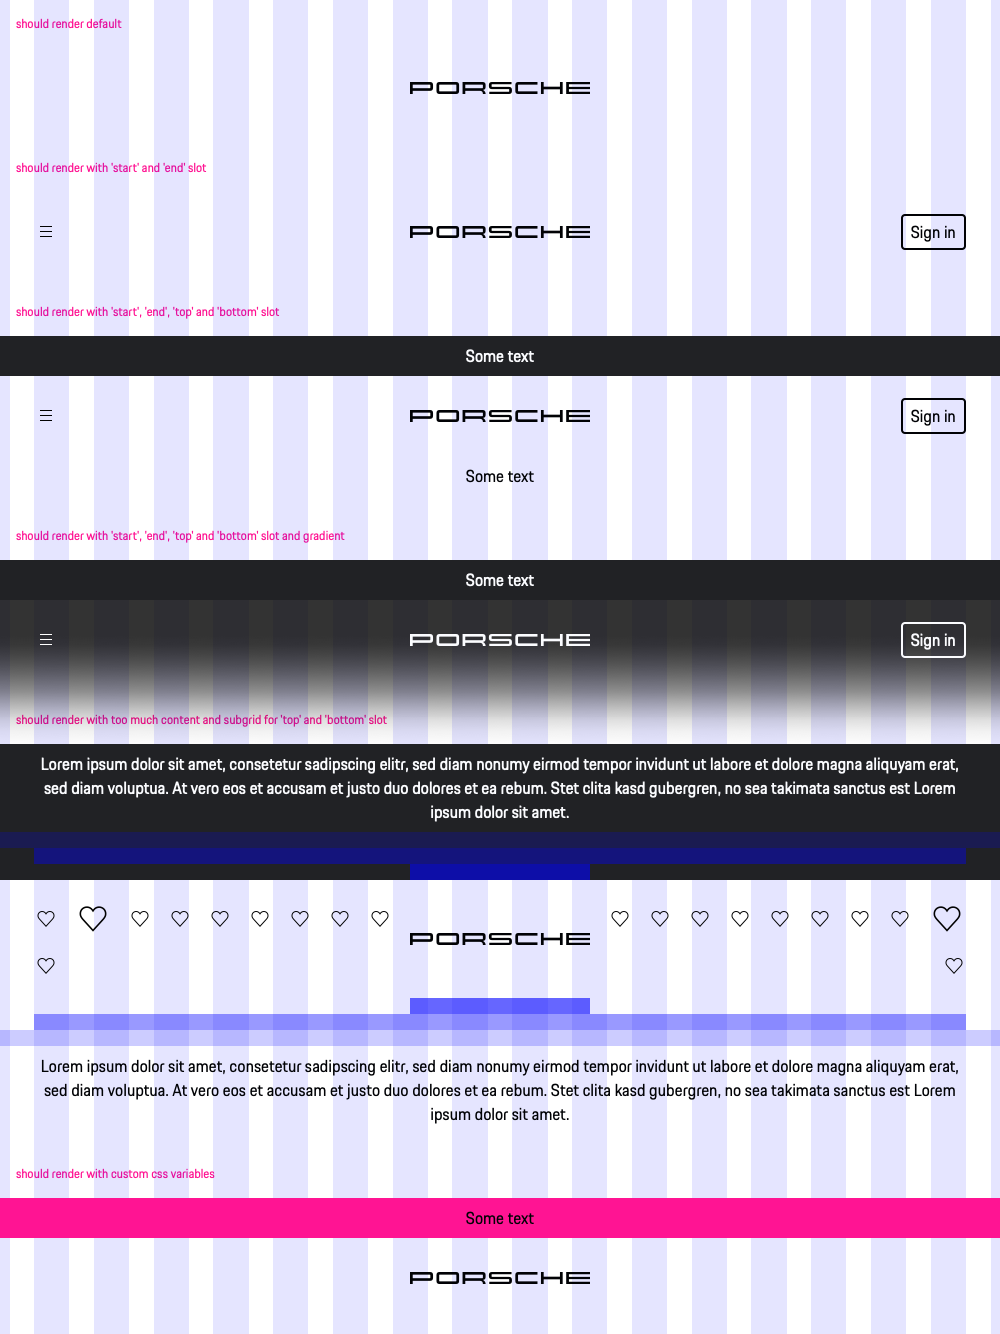 should render default
PORSCHE
should render with 'start' and 'end' slot
PORSCHE
Sign in
should render with 'start', 'end', 'top' and 'bottom' slot
Some text
PORSCHE
Sign in
Some text
should render with 'start', 'end', 'top' and 'bottom' slot and gradient
Some text
PORSCHE
Sign in
should render with too much content and subgrid for 'top' and 'bottom' slot
Lorem ipsum dolor sit amet, consetetur sadipscing elitr, sed diam nonumy eirmod tempor invidunt ut labore et dolore magna aliquyam erat,
sed diam voluptua. At vero eos et accusam et justo duo dolores et ea rebum. Stet clita kasd gubergren, no sea takimata sanctus est Lorem
ipsum dolor sit amet.
PORSCHE
Lorem ipsum dolor sit amet, consetetur sadipscing elitr, sed diam nonumy eirmod tempor invidunt ut labore et dolore magna aliquyam erat,
sed diam voluptua. At vero eos et accusam et justo duo dolores et ea rebum. Stet clita kasd gubergren, no sea takimata sanctus est Lorem
ipsum dolor sit amet.
should render with custom css variables
Some text
PORSCHE